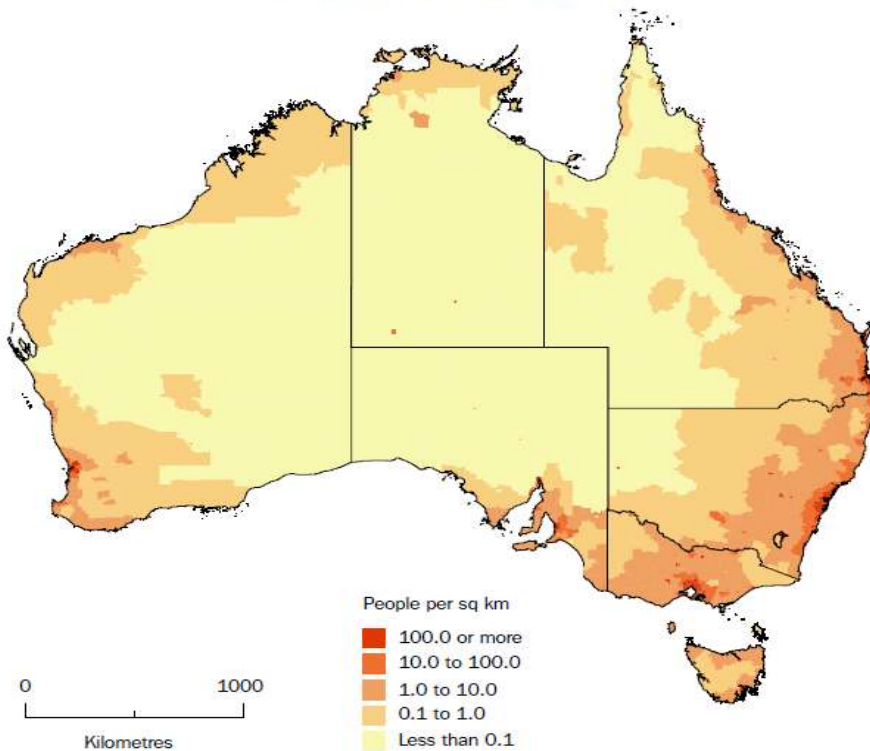 People per sq km
100.0 or more
10.0 to 100.0
1.0 to 10.0
0.1 to 1.0
Less than 0.1
0 1000
Kilometres